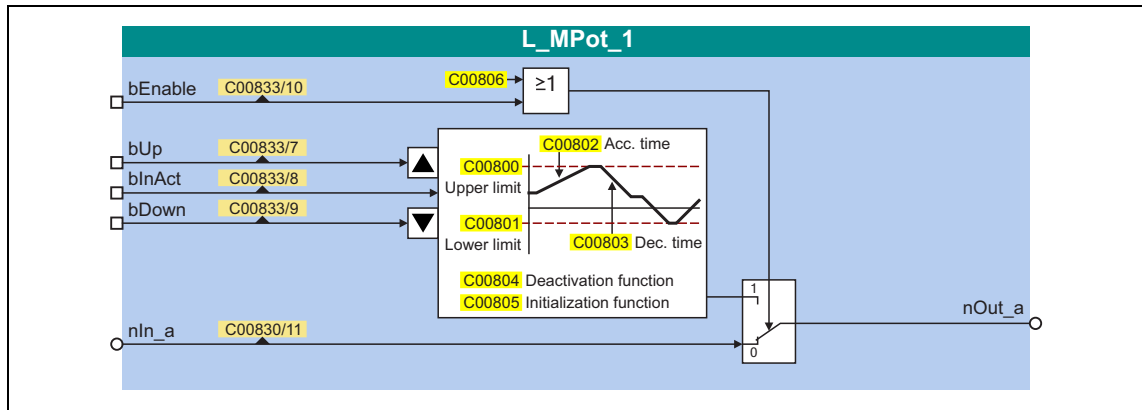 L_MPot_1
C00806
≥1
bEnable C00833/10
bUp C00833/7
C00802 Acc. time
C00800
Upper limit
bInAct C00833/8
bDown C00833/9
C00801
Lower limit
C00803 Dec. time
C00804 Deactivation function
C00805 Initialization function
1
nOut_a
nIn_a C00830/11
0